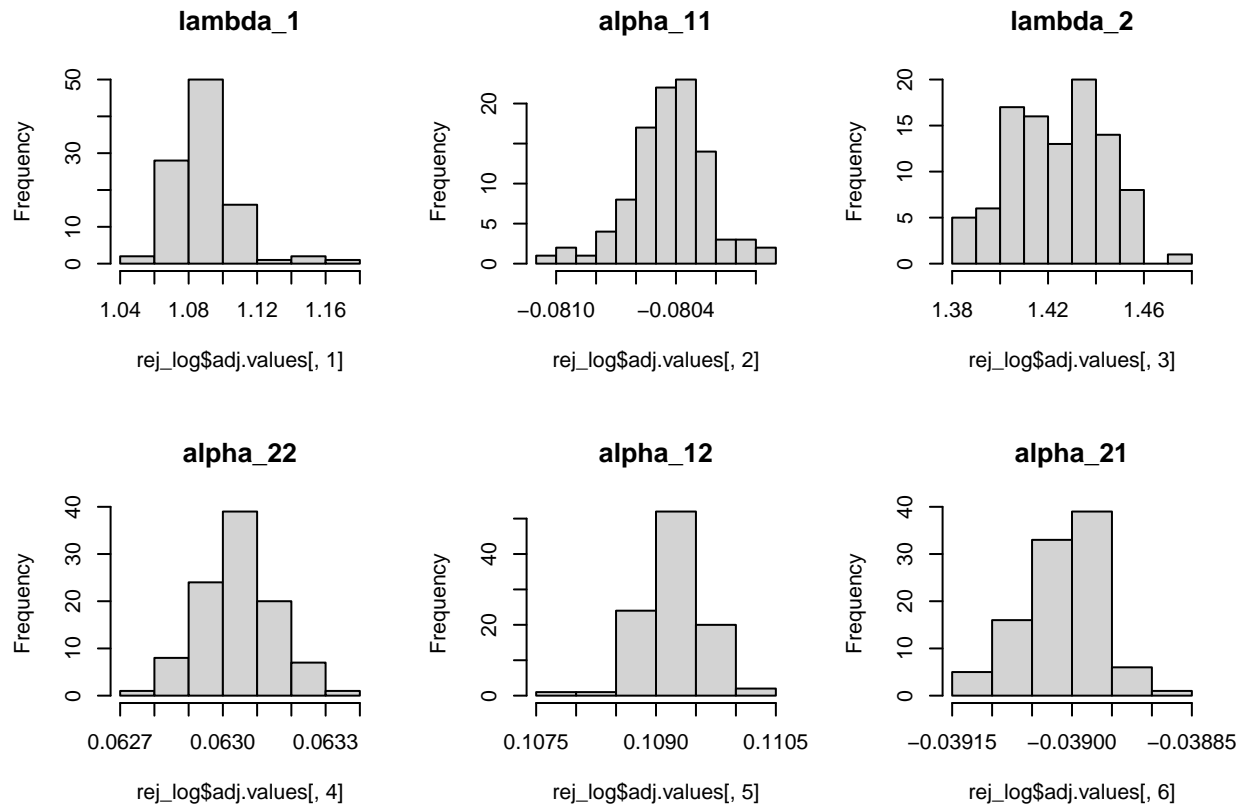 lambda_1
Frequency
0 10 30 50
1.04 1.08 1.12 1.16
rej_log$adj.values[, 1]
alpha_11
Frequency
0 5 10 20
−0.0810 −0.0804
rej_log$adj.values[, 2]
lambda_2
Frequency
0 5 10 15 20
1.38 1.42 1.46
rej_log$adj.values[, 3]
alpha_22
Frequency
0 10 20 30 40
0.0627 0.0630 0.0633
rej_log$adj.values[, 4]
alpha_12
Frequency
0 20 40
0.1075 0.1090 0.1105
rej_log$adj.values[, 5]
alpha_21
Frequency
0 10 20 30 40
−0.03915 −0.03900 −0.03885
rej_log$adj.values[, 6]